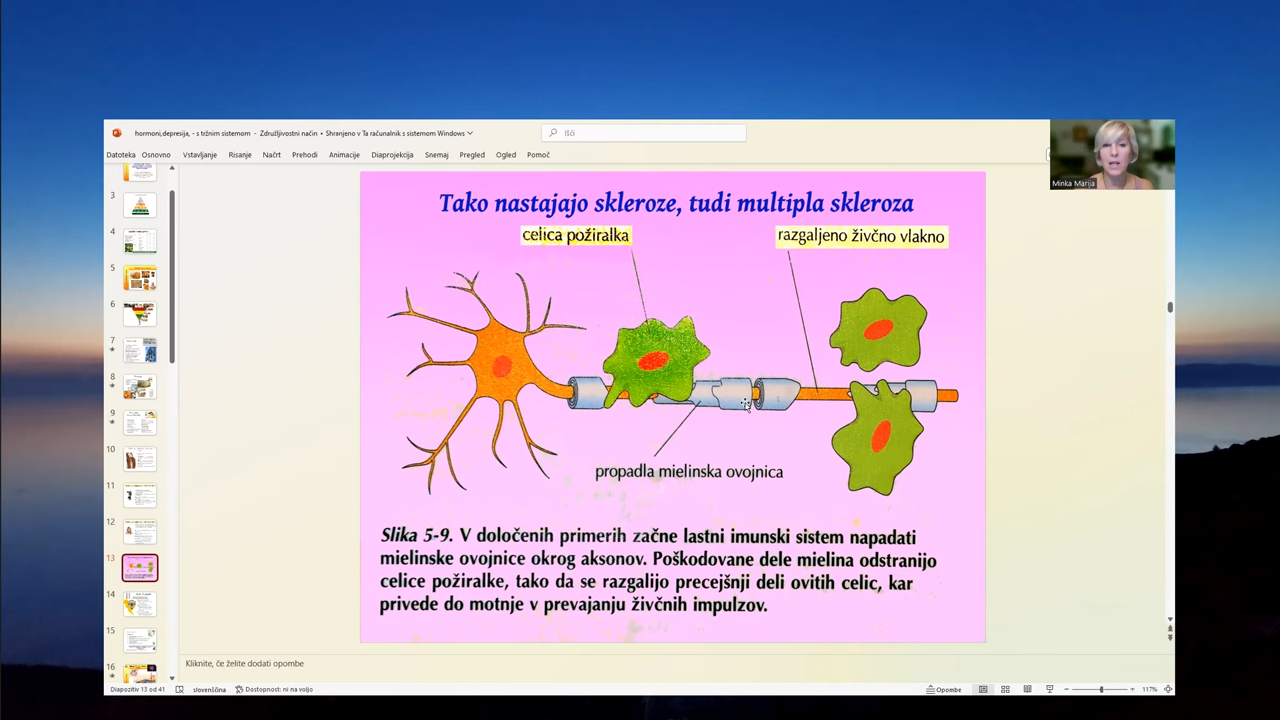 hormoni,depresija, - s tržnim sistemom - Združljivostni način • Shranjeno v Ta računalnik s sistemom Windows
Išči
Datoteka Osnovno Vstavljanje Risanje Načrt Prehodi Animacije Diaprojekcija Snemaj Pregled Ogled Pomoč
Minka Marija
Tako nastajajo skleroze, tudi multipla skleroza
celica požiralka
razgaljeno živčno vlakno
propadla mielinska ovojnica
Slika 5-9. V določenih primerih začne lastni imunski sistem napadati
mielinske ovojnice okrog aksonov. Poškodovane dele mielina odstranijo
celice požiralke, tako da se razgalijo precejšnji deli ovitih celic, kar
privede do motnje v prevajanju živčnih impulzov.
3
4
5
6
7
8
9
10
11
12
13
14
15
16
Kliknite, če želite dodati opombe
Diapozitiv 13 od 41 slovenščina Dostopnost: ni na voljo Opombe 117%